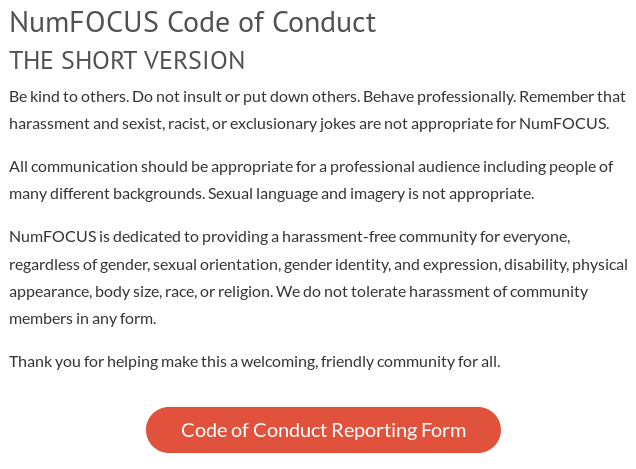 NumFOCUS Code of Conduct
THE SHORT VERSION
Be kind to others. Do not insult or put down others. Behave professionally. Remember that
harassment and sexist, racist, or exclusionary jokes are not appropriate for NumFOCUS.
All communication should be appropriate for a professional audience including people of
many different backgrounds. Sexual language and imagery is not appropriate.
NumFOCUS is dedicated to providing a harassment-free community for everyone,
regardless of gender, sexual orientation, gender identity, and expression, disability, physical
appearance, body size, race, or religion. We do not tolerate harassment of community
members in any form.
Thank you for helping make this a welcoming, friendly community for all.
Code of Conduct Reporting Form